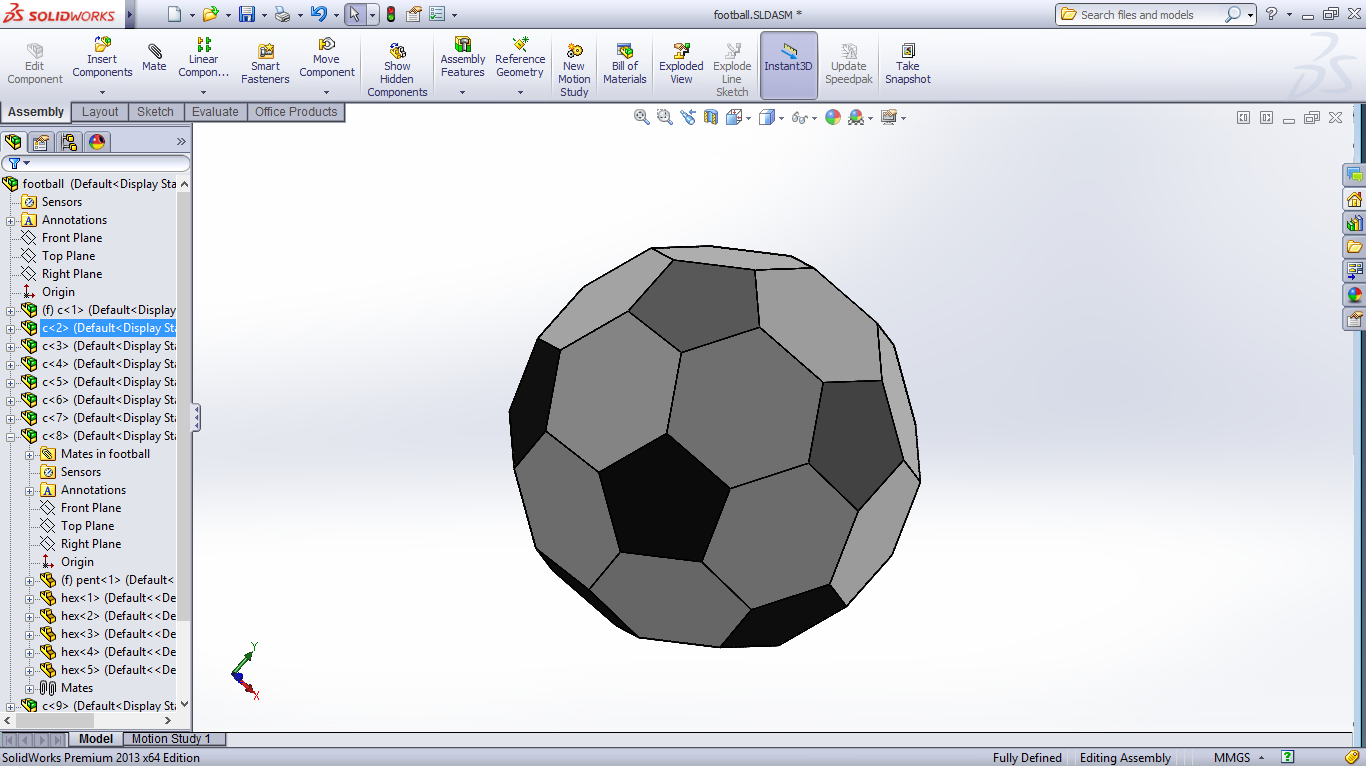 SOLIDWORKS
football.SLDASM *
Search files and models
Edit Component
Insert Components
Mate
Linear Compon...
Smart Fasteners
Move Component
Show Hidden Components
Assembly Features
Reference Geometry
New Motion Study
Bill of Materials
Exploded View
Explode Line Sketch
Instant3D
Update Speedpak
Take Snapshot
Assembly
Layout
Sketch
Evaluate
Office Products
football (Default<Display Sta
Sensors
Annotations
Front Plane
Top Plane
Right Plane
Origin
(f) c<1> (Default<Display
c<2> (Default<Display Sta
c<3> (Default<Display Sta
c<4> (Default<Display Sta
c<5> (Default<Display Sta
c<6> (Default<Display Sta
c<7> (Default<Display Sta
c<8> (Default<Display Sta
Mates in football
Sensors
Annotations
Front Plane
Top Plane
Right Plane
Origin
(f) pent<1> (Default<
hex<1> (Default<<De
hex<2> (Default<<De
hex<3> (Default<<De
hex<4> (Default<<De
hex<5> (Default<<De
Mates
c<9> (Default<Display Sta
Y
X
Model
Motion Study 1
SolidWorks Premium 2013 x64 Edition
Fully Defined
Editing Assembly
MMGS